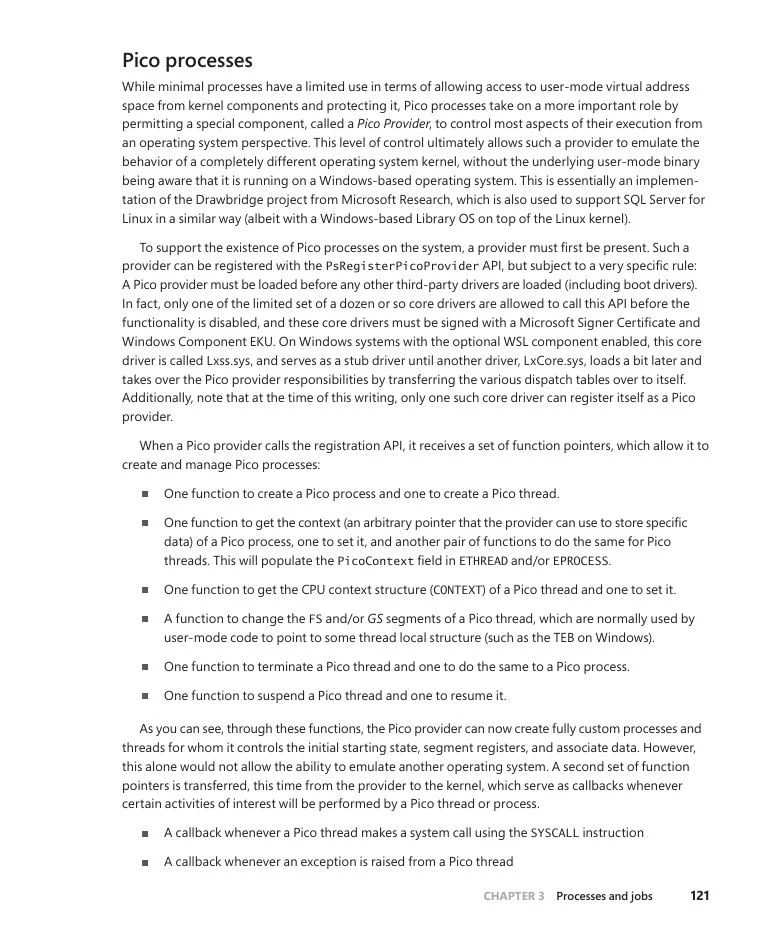 Pico processes
While minimal processes have a limited use in terms of allowing access to user-mode virtual address
space from kernel components and protecting it, Pico processes take on a more important role by
permitting a special component, called a Pico Provider, to control most aspects of their execution from
an operating system perspective. This level of control ultimately allows such a provider to emulate the
behavior of a completely different operating system kernel, without the underlying user-mode binary
being aware that it is running on a Windows-based operating system. This is essentially an implemen-
tation of the Drawbridge project from Microsoft Research, which is also used to support SQL Server for
Linux in a similar way (albeit with a Windows-based Library OS on top of the Linux kernel).
To support the existence of Pico processes on the system, a provider must first be present. Such a
provider can be registered with the PsRegisterPicoProvider API, but subject to a very specific rule:
A Pico provider must be loaded before any other third-party drivers are loaded (including boot drivers).
In fact, only one of the limited set of a dozen or so core drivers are allowed to call this API before the
functionality is disabled, and these core drivers must be signed with a Microsoft Signer Certificate and
Windows Component EKU. On Windows systems with the optional WSL component enabled, this core
driver is called Lxss.sys, and serves as a stub driver until another driver, LxCore.sys, loads a bit later and
takes over the Pico provider responsibilities by transferring the various dispatch tables over to itself.
Additionally, note that at the time of this writing, only one such core driver can register itself as a Pico
provider.
When a Pico provider calls the registration API, it receives a set of function pointers, which allow it to
create and manage Pico processes:
■ One function to create a Pico process and one to create a Pico thread.
■ One function to get the context (an arbitrary pointer that the provider can use to store specific
data) of a Pico process, one to set it, and another pair of functions to do the same for Pico
threads. This will populate the PicoContext field in ETHREAD and/or EPROCESS.
■ One function to get the CPU context structure (CONTEXT) of a Pico thread and one to set it.
■ A function to change the FS and/or GS segments of a Pico thread, which are normally used by
user-mode code to point to some thread local structure (such as the TEB on Windows).
■ One function to terminate a Pico thread and one to do the same to a Pico process.
■ One function to suspend a Pico thread and one to resume it.
As you can see, through these functions, the Pico provider can now create fully custom processes and
threads for whom it controls the initial starting state, segment registers, and associate data. However,
this alone would not allow the ability to emulate another operating system. A second set of function
pointers is transferred, this time from the provider to the kernel, which serve as callbacks whenever
certain activities of interest will be performed by a Pico thread or process.
■ A callback whenever a Pico thread makes a system call using the SYSCALL instruction
■ A callback whenever an exception is raised from a Pico thread
CHAPTER 3 Processes and jobs 121